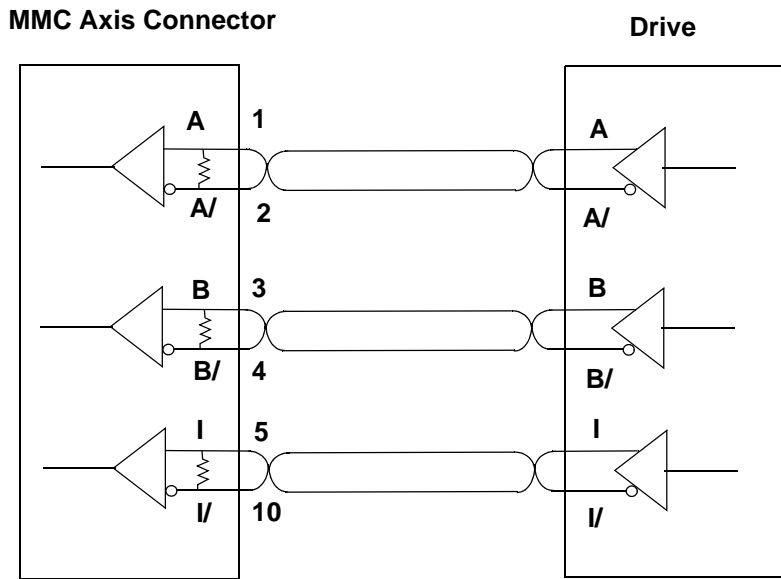 MMC Axis Connector
Drive
A 1 A
A/ 2 A/
B 3 B
B/ 4 B/
I 5 I
I/ 10 I/